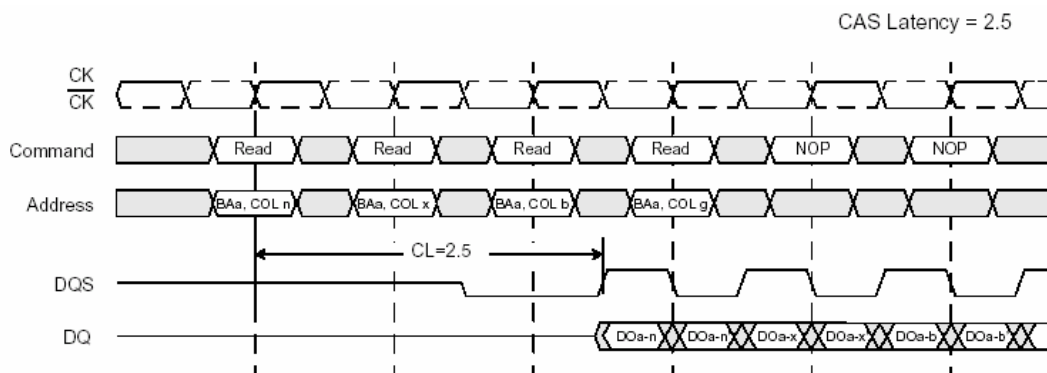 CAS Latency = 2.5
CK
CK
Command Read Read Read Read NOP NOP
Address BAa, COL n BAa, COL x BAa, COL b BAa, COL g
CL=2.5
DQS
DQ DOa-n DOa-n DOa-x DOa-x DOa-b DOa-b